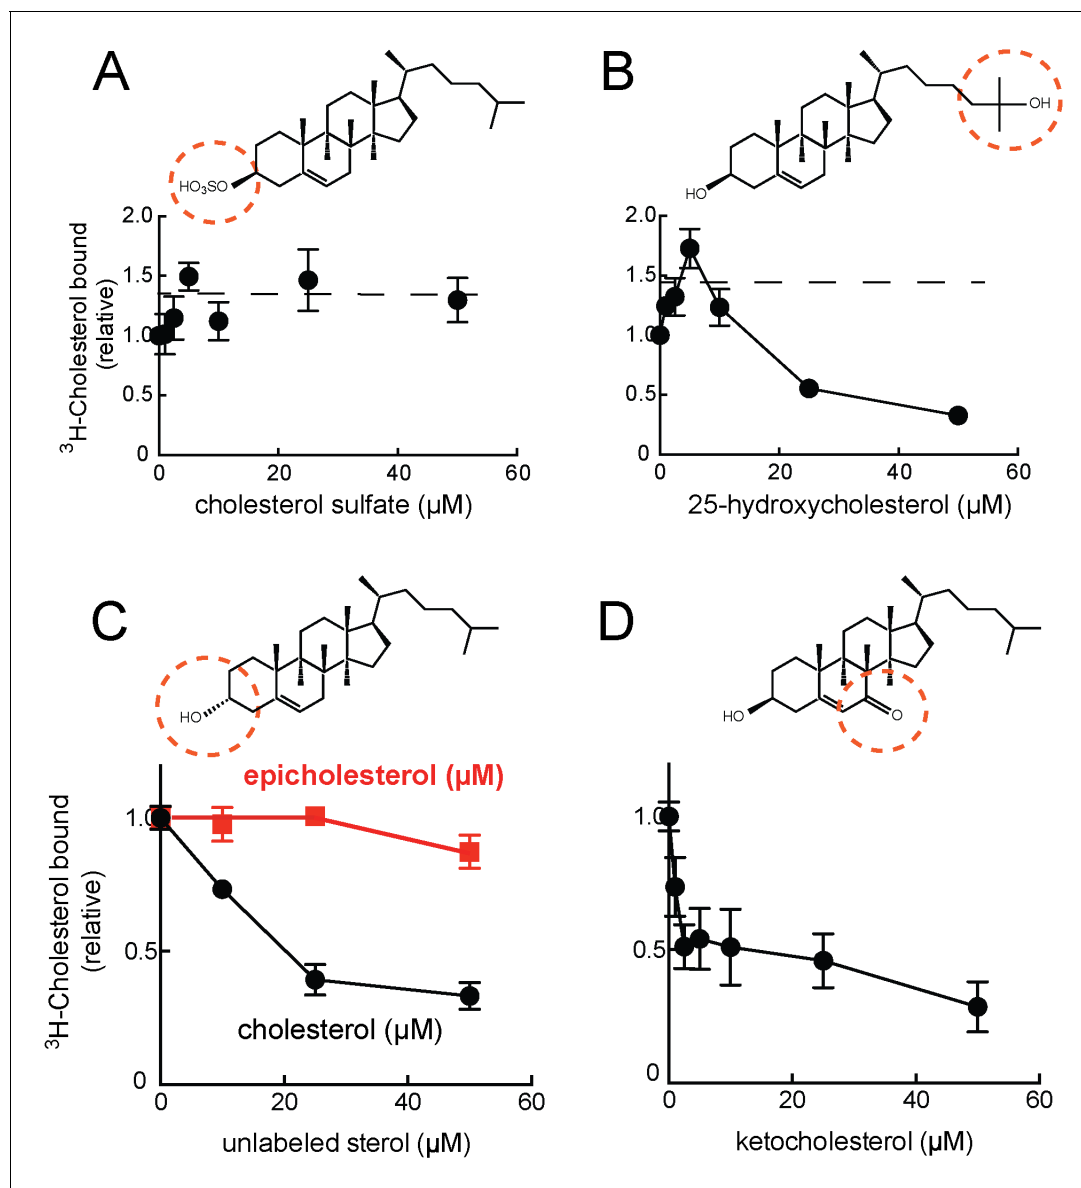 A
HO₃SO
B
OH
HO
³H-Cholesterol bound
(relative)
2.0
1.5
1.0
0.5
0
0 20 40 60
cholesterol sulfate (µM)
2.0
1.5
1.0
0.5
0
0 20 40 60
25-hydroxycholesterol (µM)
C
HO
D
HO
O
³H-Cholesterol bound
(relative)
epicholesterol (µM)
1.0
0.5
cholesterol (µM)
0
0 20 40 60
unlabeled sterol (µM)
1.0
0.5
0
0 20 40 60
ketocholesterol (µM)